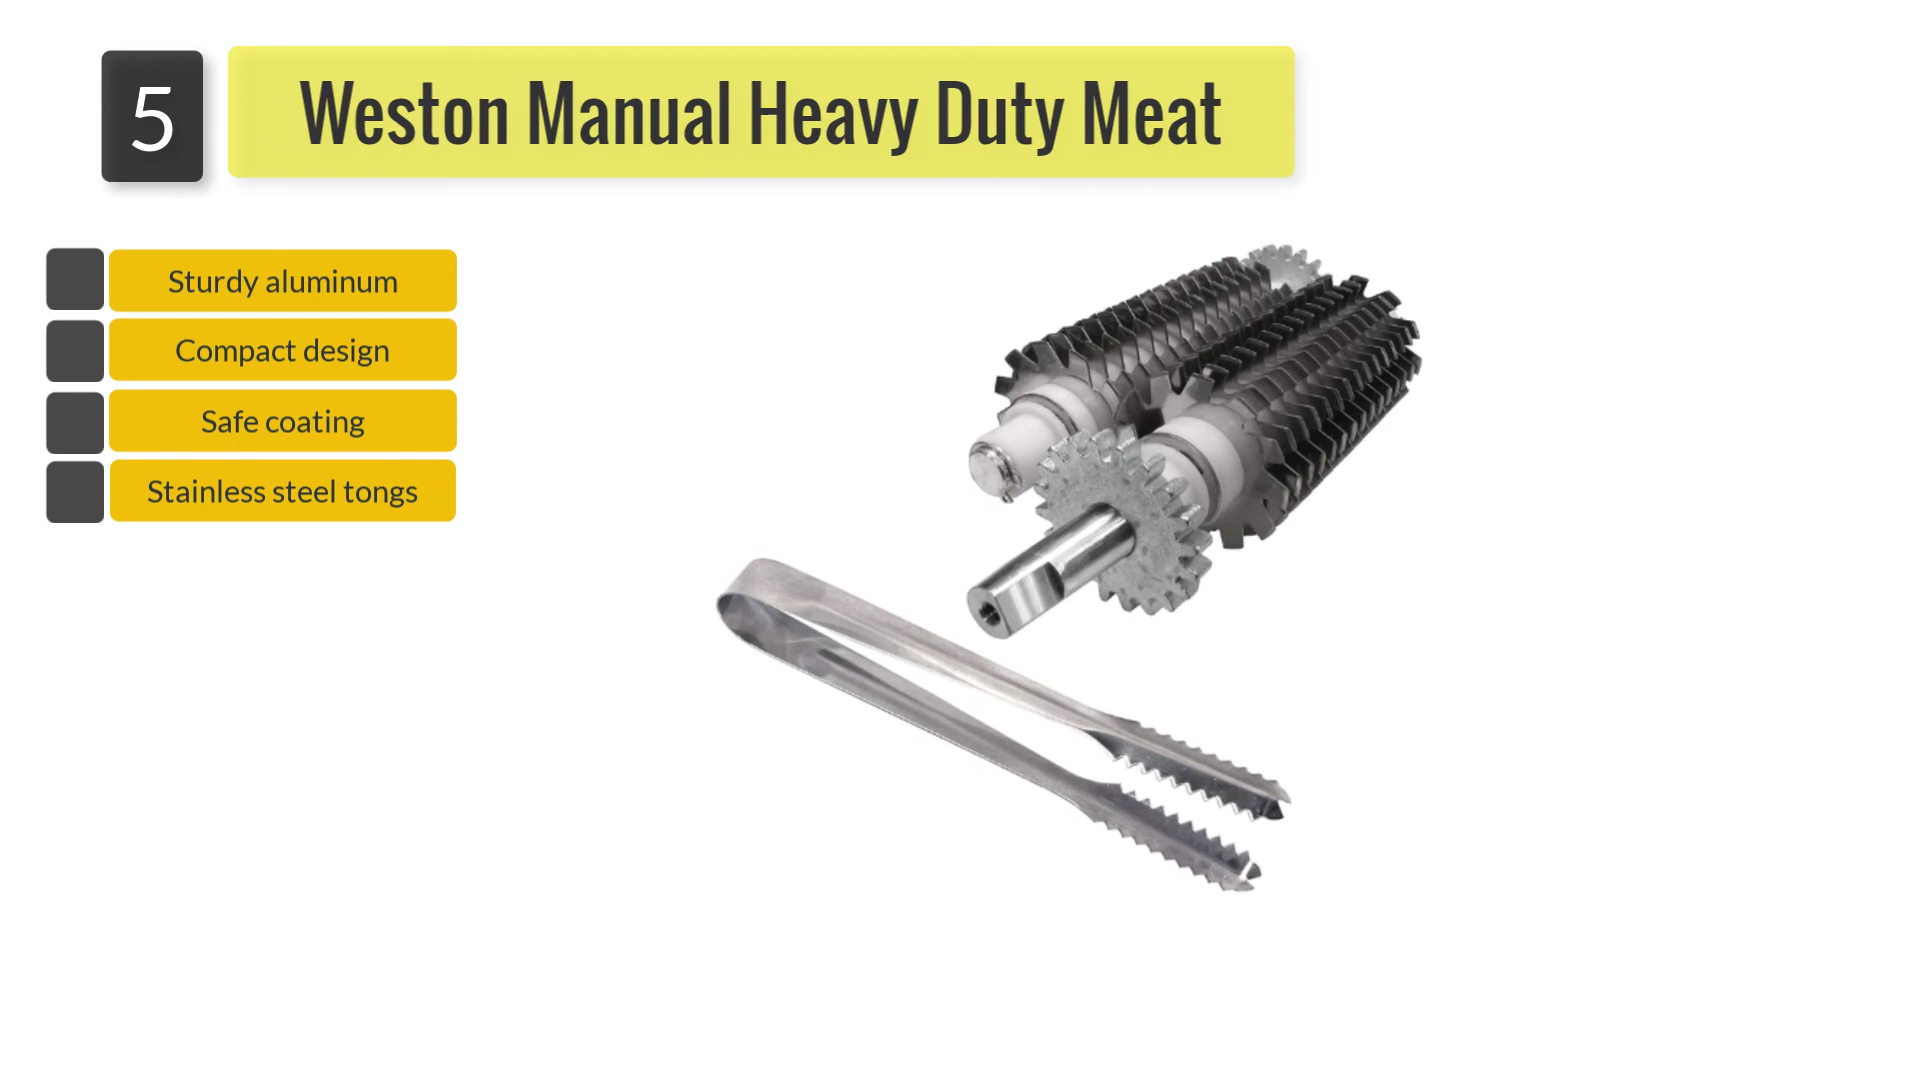 5
Weston Manual Heavy Duty Meat
Sturdy aluminum
Compact design
Safe coating
Stainless steel tongs